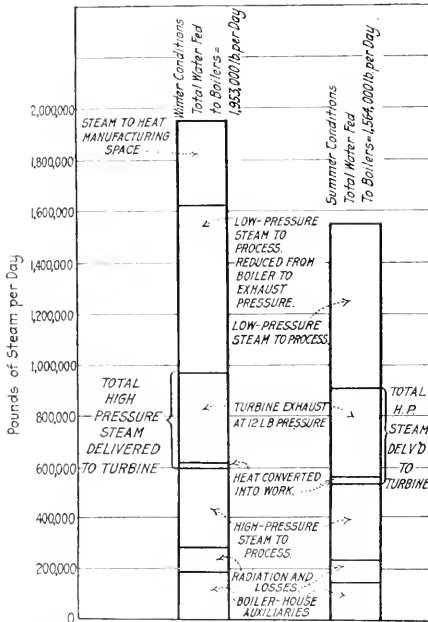 Winter Conditions
Total Water Fed
to Boilers=
1,953,000 lb. per Day
Summer Conditions
Total Water Fed
To Boilers=1,564,000 lb. per Day
Pounds of Steam per Day
2,000,000
1,800,000
1,600,000
1,400,000
1,200,000
1,000,000
800,000
600,000
400,000
200,000
0
STEAM TO HEAT
MANUFACTURING
SPACE
LOW-PRESSURE
STEAM TO
PROCESS.
REDUCED FROM
BOILER TO
EXHAUST
PRESSURE.
LOW-PRESSURE
STEAM TO PROCESS.
TOTAL
HIGH
PRESSURE
STEAM
DELIVERED
TO TURBINE
TURBINE EXHAUST
AT 12 LB PRESSURE
TOTAL
H.P.
STEAM
DELV'D
TO
TURBINE
HEAT CONVERTED
INTO WORK.
HIGH-PRESSURE
STEAM TO
PROCESS.
RADIATION AND
LOSSES.
BOILER-HOUSE
AUXILIARIES